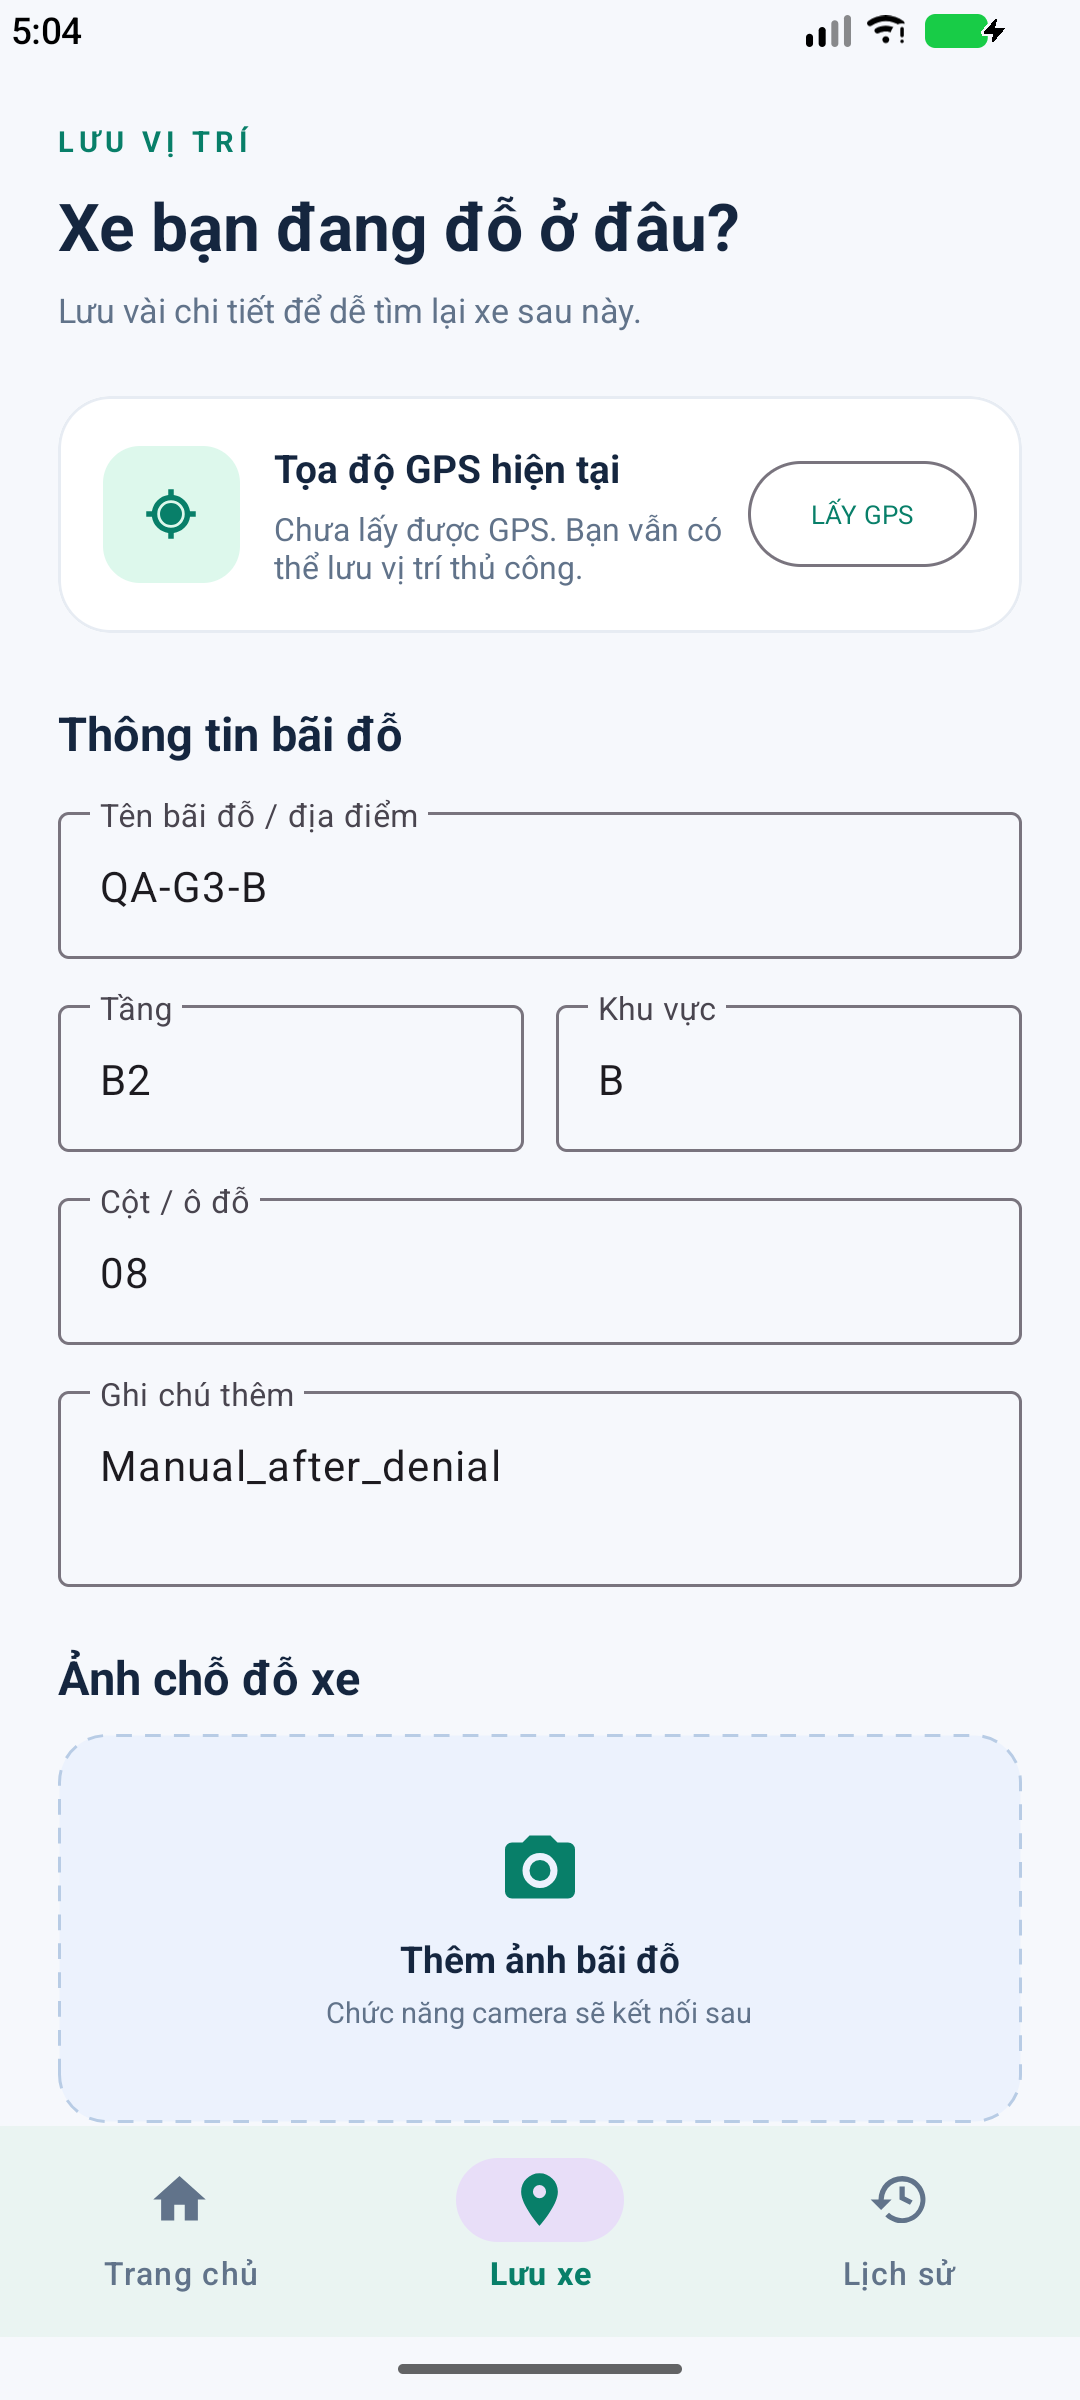 5:04
LƯU VỊ TRÍ
Xe bạn đang đỗ ở đâu?
Lưu vài chi tiết để dễ tìm lại xe sau này.
Tọa độ GPS hiện tại
Chưa lấy được GPS. Bạn vẫn có
thể lưu vị trí thủ công.
LẤY GPS
Thông tin bãi đỗ
Tên bãi đỗ / địa điểm
QA-G3-B
Tầng
B2
Khu vực
B
Cột / ô đỗ
08
Ghi chú thêm
Manual_after_denial
Ảnh chỗ đỗ xe
Thêm ảnh bãi đỗ
Chức năng camera sẽ kết nối sau
Trang chủ
Lưu xe
Lịch sử